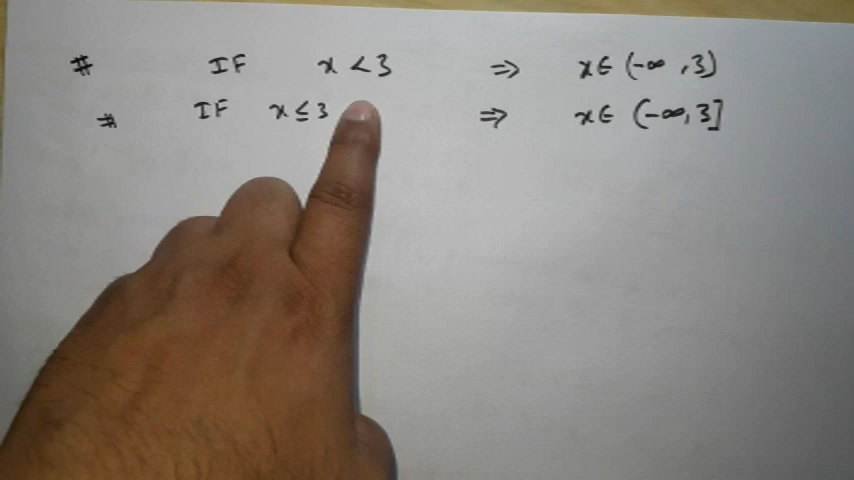 # IF x < 3 ⇒ x ∈ (-∞, 3)
# IF x ≤ 3 ⇒ x ∈ (-∞, 3]